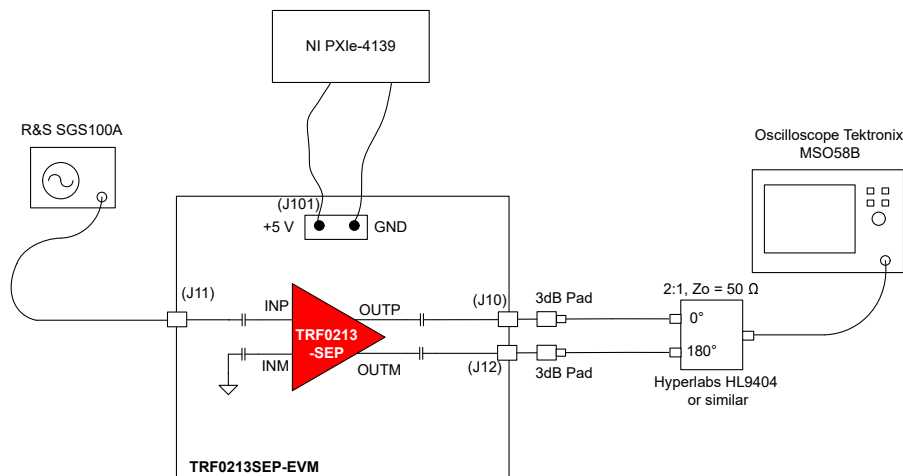 NI PXIe-4139
R&S SGS100A
Oscilloscope Tektronix
MSO58B
(J101)
+5 V
GND
(J11)
INP
OUTP
(J10)
3dB Pad
2:1, Zo = 50 Ω
0°
TRF0213
-SEP
180°
INM
OUTM
(J12)
3dB Pad
Hyperlabs HL9404
or similar
TRF0213SEP-EVM